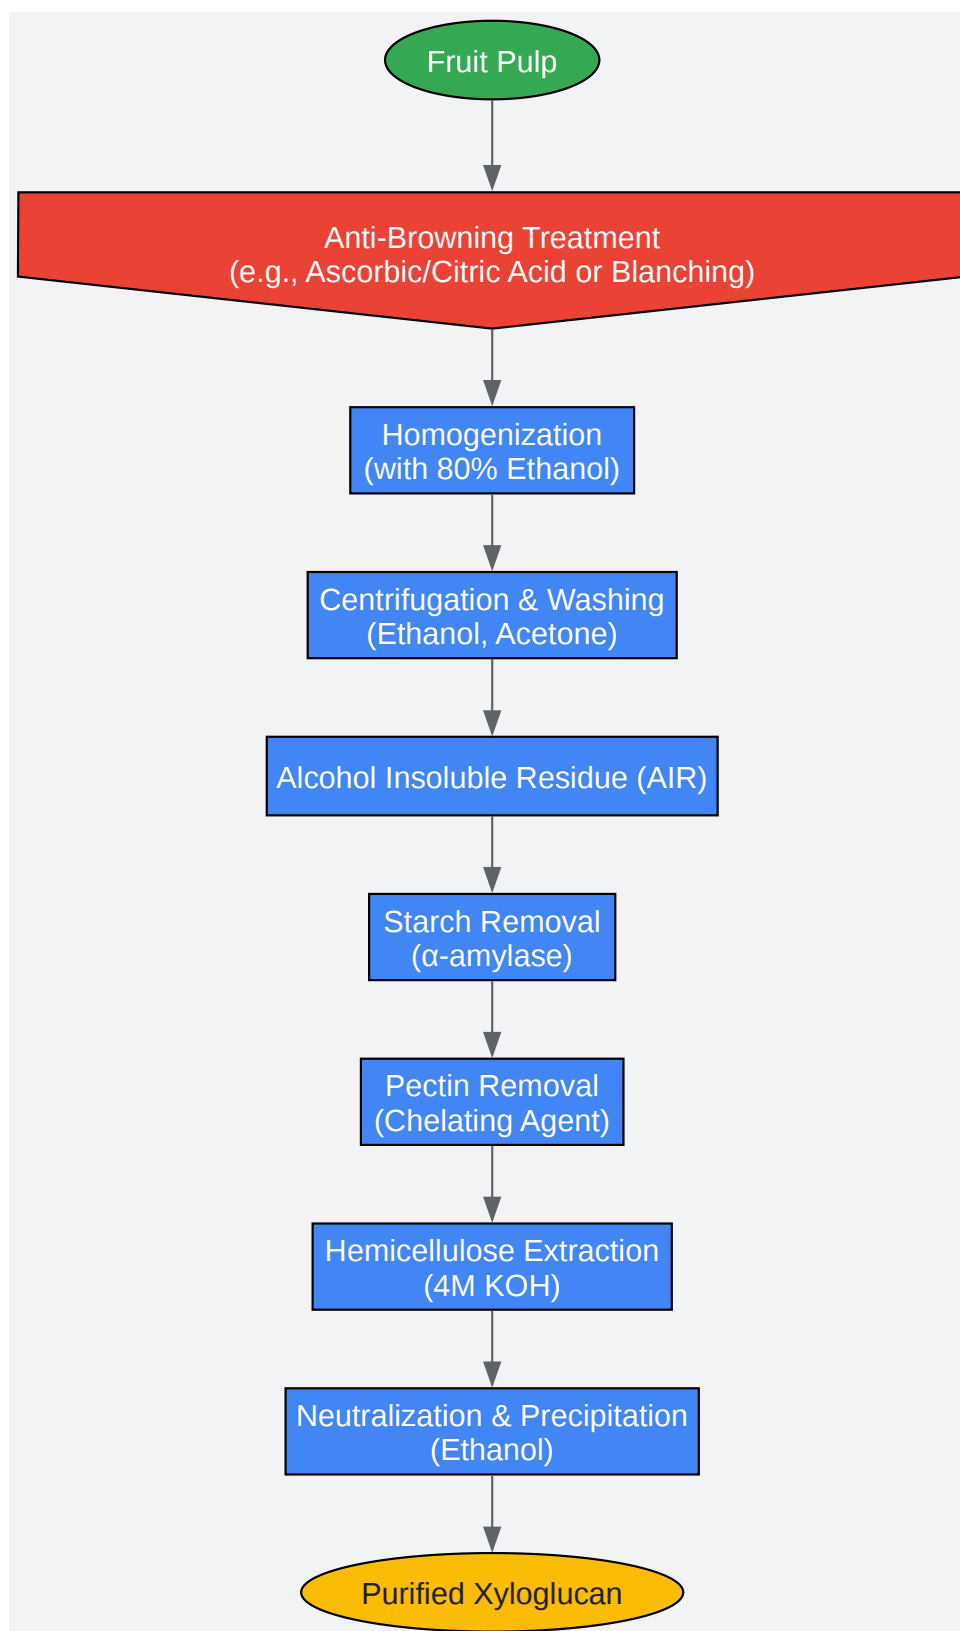 Fruit Pulp
Anti-Browning Treatment
(e.g., Ascorbic/Citric Acid or Blanching)
Homogenization
(with 80% Ethanol)
Centrifugation & Washing
(Ethanol, Acetone)
Alcohol Insoluble Residue (AIR)
Starch Removal
(α-amylase)
Pectin Removal
(Chelating Agent)
Hemicellulose Extraction
(4M KOH)
Neutralization & Precipitation
(Ethanol)
Purified Xyloglucan